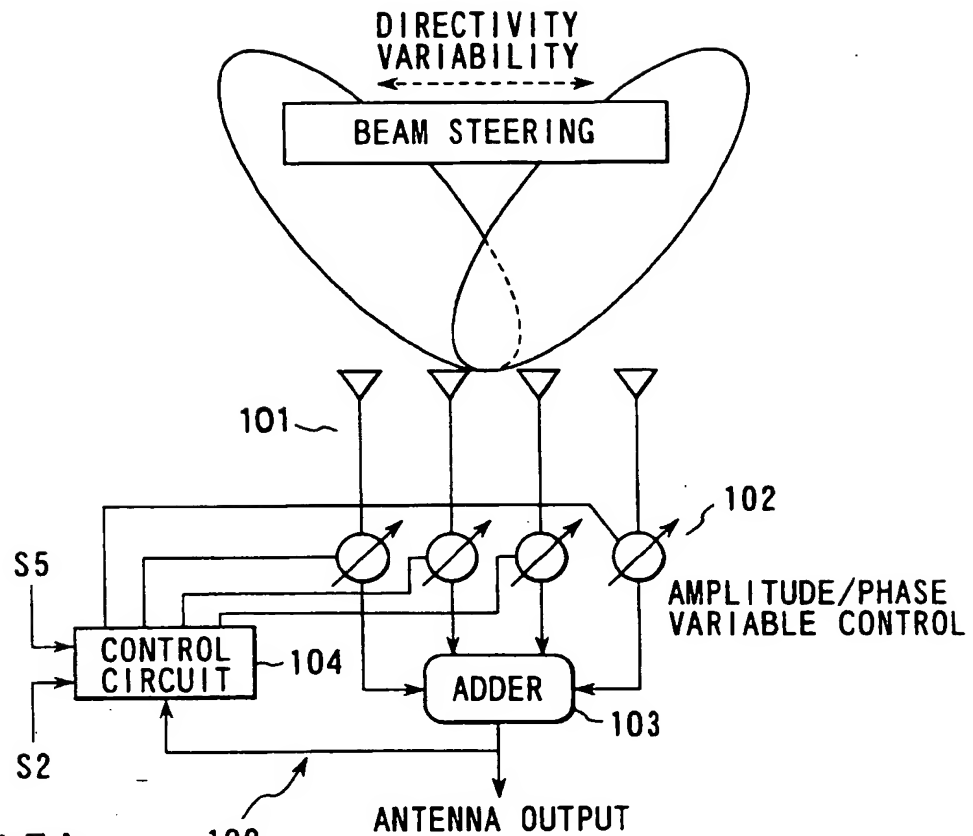 DIRECTIVITY
VARIABILITY
BEAM STEERING
101
102
S5
AMPLITUDE/PHASE
VARIABLE CONTROL
CONTROL
CIRCUIT
104
ADDER
103
S2
ANTENNA OUTPUT